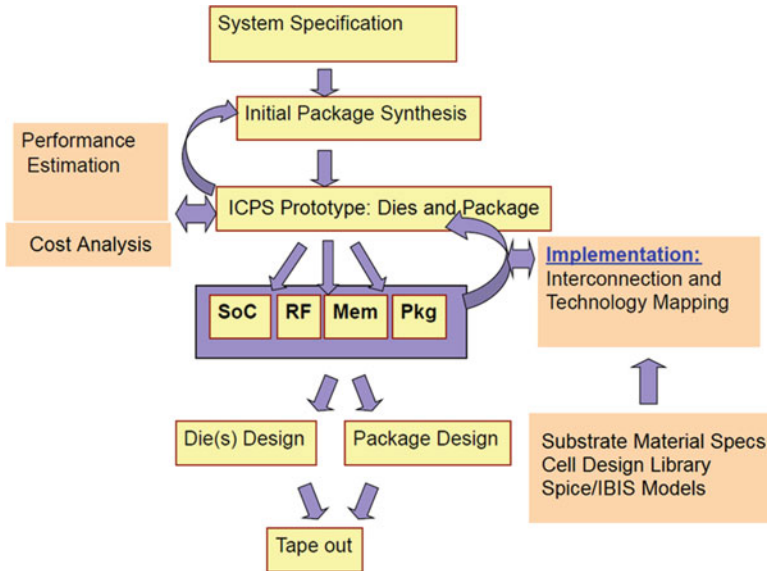 System Specification
Initial Package Synthesis
Performance
Estimation
ICPS Prototype: Dies and Package
Cost Analysis
Implementation:
Interconnection and
Technology Mapping
SoC
RF
Mem
Pkg
Die(s) Design
Package Design
Substrate Material Specs
Cell Design Library
Spice/IBIS Models
Tape out